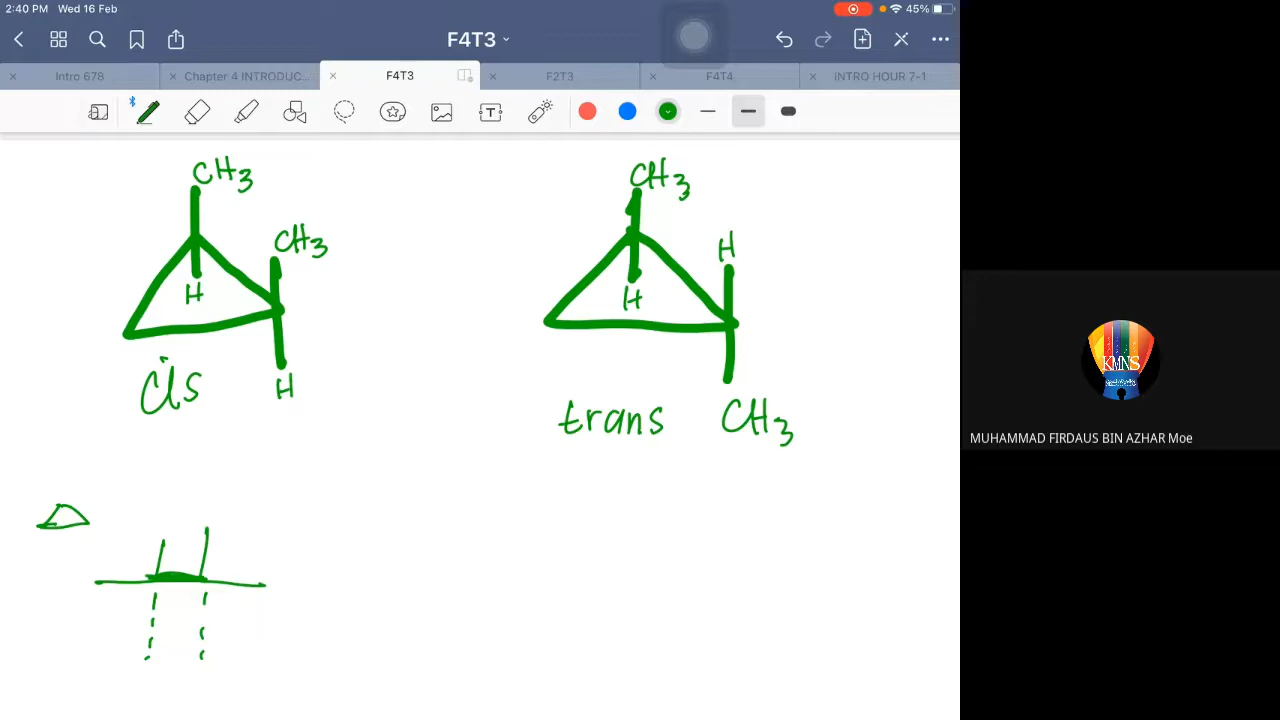 2:40 PM Wed 16 Feb
45%
F4T3
Intro 678
Chapter 4 INTRODUC...
F4T3
F2T3
F4T4
INTRO HOUR 7-1
T
CH3
CH3
H
H
cis
CH3
H
H
trans
CH3
KMNS
MUHAMMAD FIRDAUS BIN AZHAR Moe